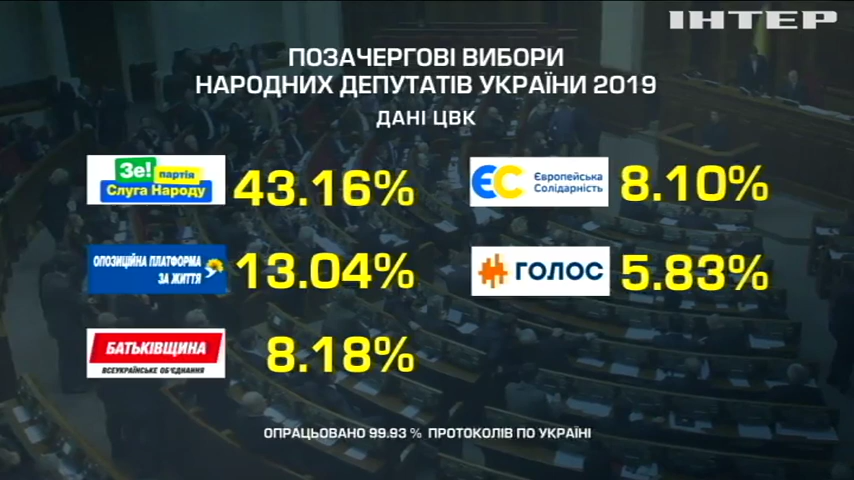 ІНТЕР
ПОЗАЧЕРГОВІ ВИБОРИ
НАРОДНИХ ДЕПУТАТІВ УКРАЇНИ 2019
ДАНІ ЦВК
Зе! партія
Слуга Народу
43.16%
ОПОЗИЦІЙНА ПЛАТФОРМА
ЗА ЖИТТЯ
13.04%
БАТЬКІВЩИНА
ВСЕУКРАЇНСЬКЕ ОБ'ЄДНАННЯ
8.18%
ЄС Європейська
Солідарність
8.10%
ГОЛОС
5.83%
ОПРАЦЬОВАНО 99.93 % ПРОТОКОЛІВ ПО УКРАЇНІ